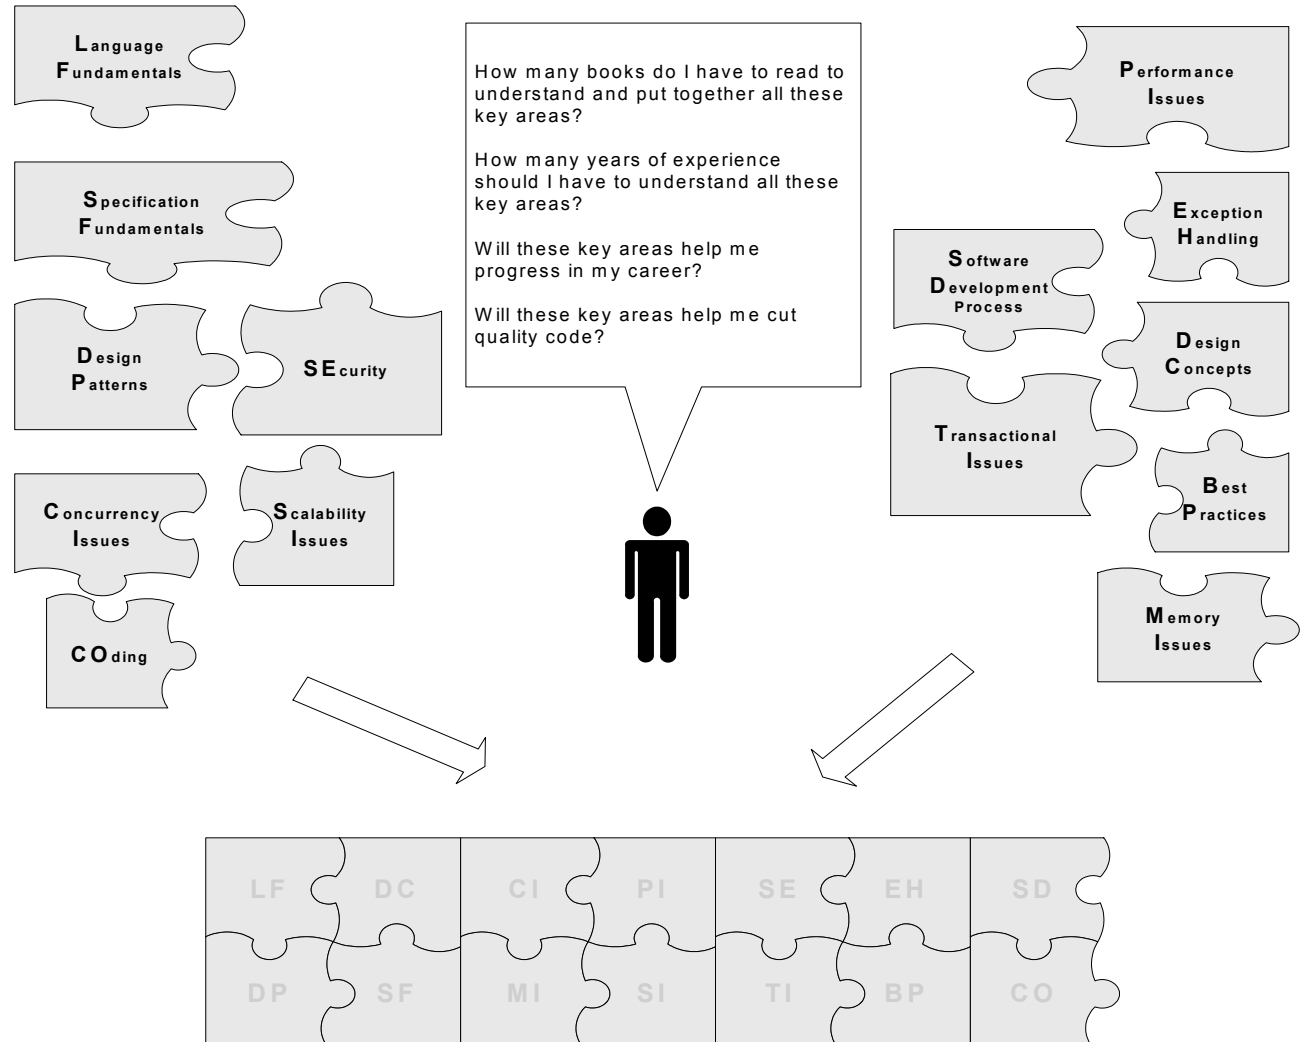 Language
Fundamentals
Specification
Fundamentals
Design
Patterns
SEcurity
Concurrency
Issues
Scalability
Issues
COding
How many books do I have to read to
understand and put together all these
key areas?
How many years of experience
should I have to understand all these
key areas?
Will these key areas help me
progress in my career?
Will these key areas help me cut
quality code?
Performance
Issues
Exception
Handling
Software
Development
Process
Design
Concepts
Transactional
Issues
Best
Practices
Memory
Issues
LF DC CI PI SE EH SD
DP SF MI SI TI BP CO